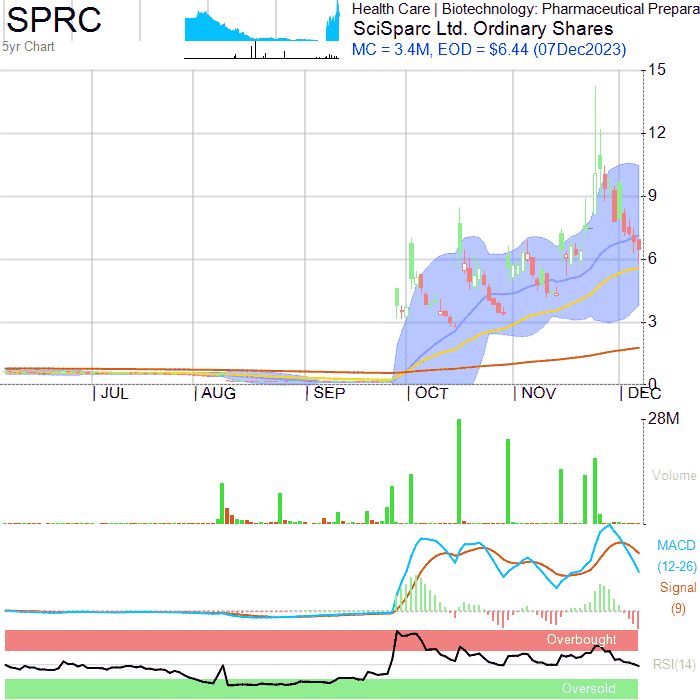 SPRC
5yr Chart
Health Care | Biotechnology: Pharmaceutical Prepara
SciSparc Ltd. Ordinary Shares
MC = 3.4M, EOD = $6.44 (07Dec2023)
15
12
9
6
3
0
JUL AUG SEP OCT NOV DEC
28M
Volume
MACD
(12-26)
Signal
(9)
Overbought
RSI(14)
Oversold